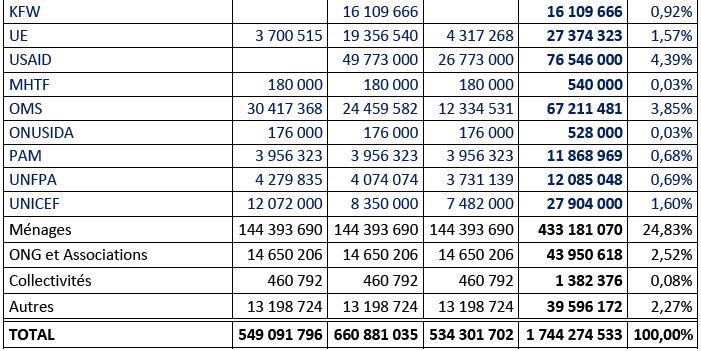 KFW 16 109 666 16 109 666 0,92%
UE 3 700 515 19 356 540 4 317 268 27 374 323 1,57%
USAID 49 773 000 26 773 000 76 546 000 4,39%
MHTF 180 000 180 000 180 000 540 000 0,03%
OMS 30 417 368 24 459 582 12 334 531 67 211 481 3,85%
ONUSIDA 176 000 176 000 176 000 528 000 0,03%
PAM 3 956 323 3 956 323 3 956 323 11 868 969 0,68%
UNFPA 4 279 835 4 074 074 3 731 139 12 085 048 0,69%
UNICEF 12 072 000 8 350 000 7 482 000 27 904 000 1,60%
Ménages 144 393 690 144 393 690 144 393 690 433 181 070 24,83%
ONG et Associations 14 650 206 14 650 206 14 650 206 43 950 618 2,52%
Collectivités 460 792 460 792 460 792 1 382 376 0,08%
Autres 13 198 724 13 198 724 13 198 724 39 596 172 2,27%
TOTAL 549 091 796 660 881 035 534 301 702 1 744 274 533 100,00%